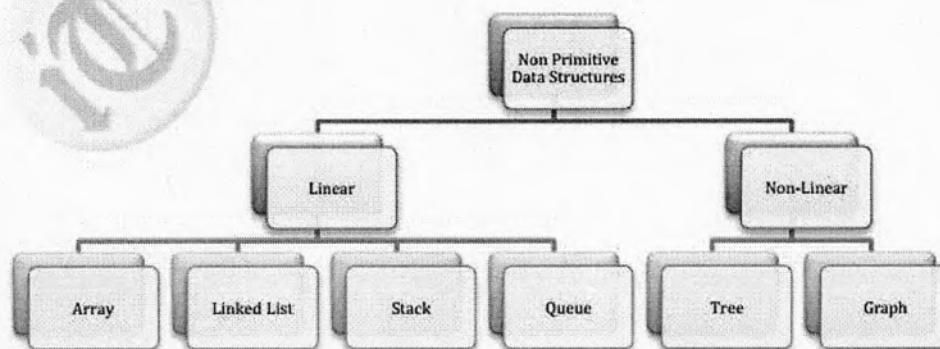 Non Primitive
Data Structures
Linear
Non-Linear
Array
Linked List
Stack
Queue
Tree
Graph